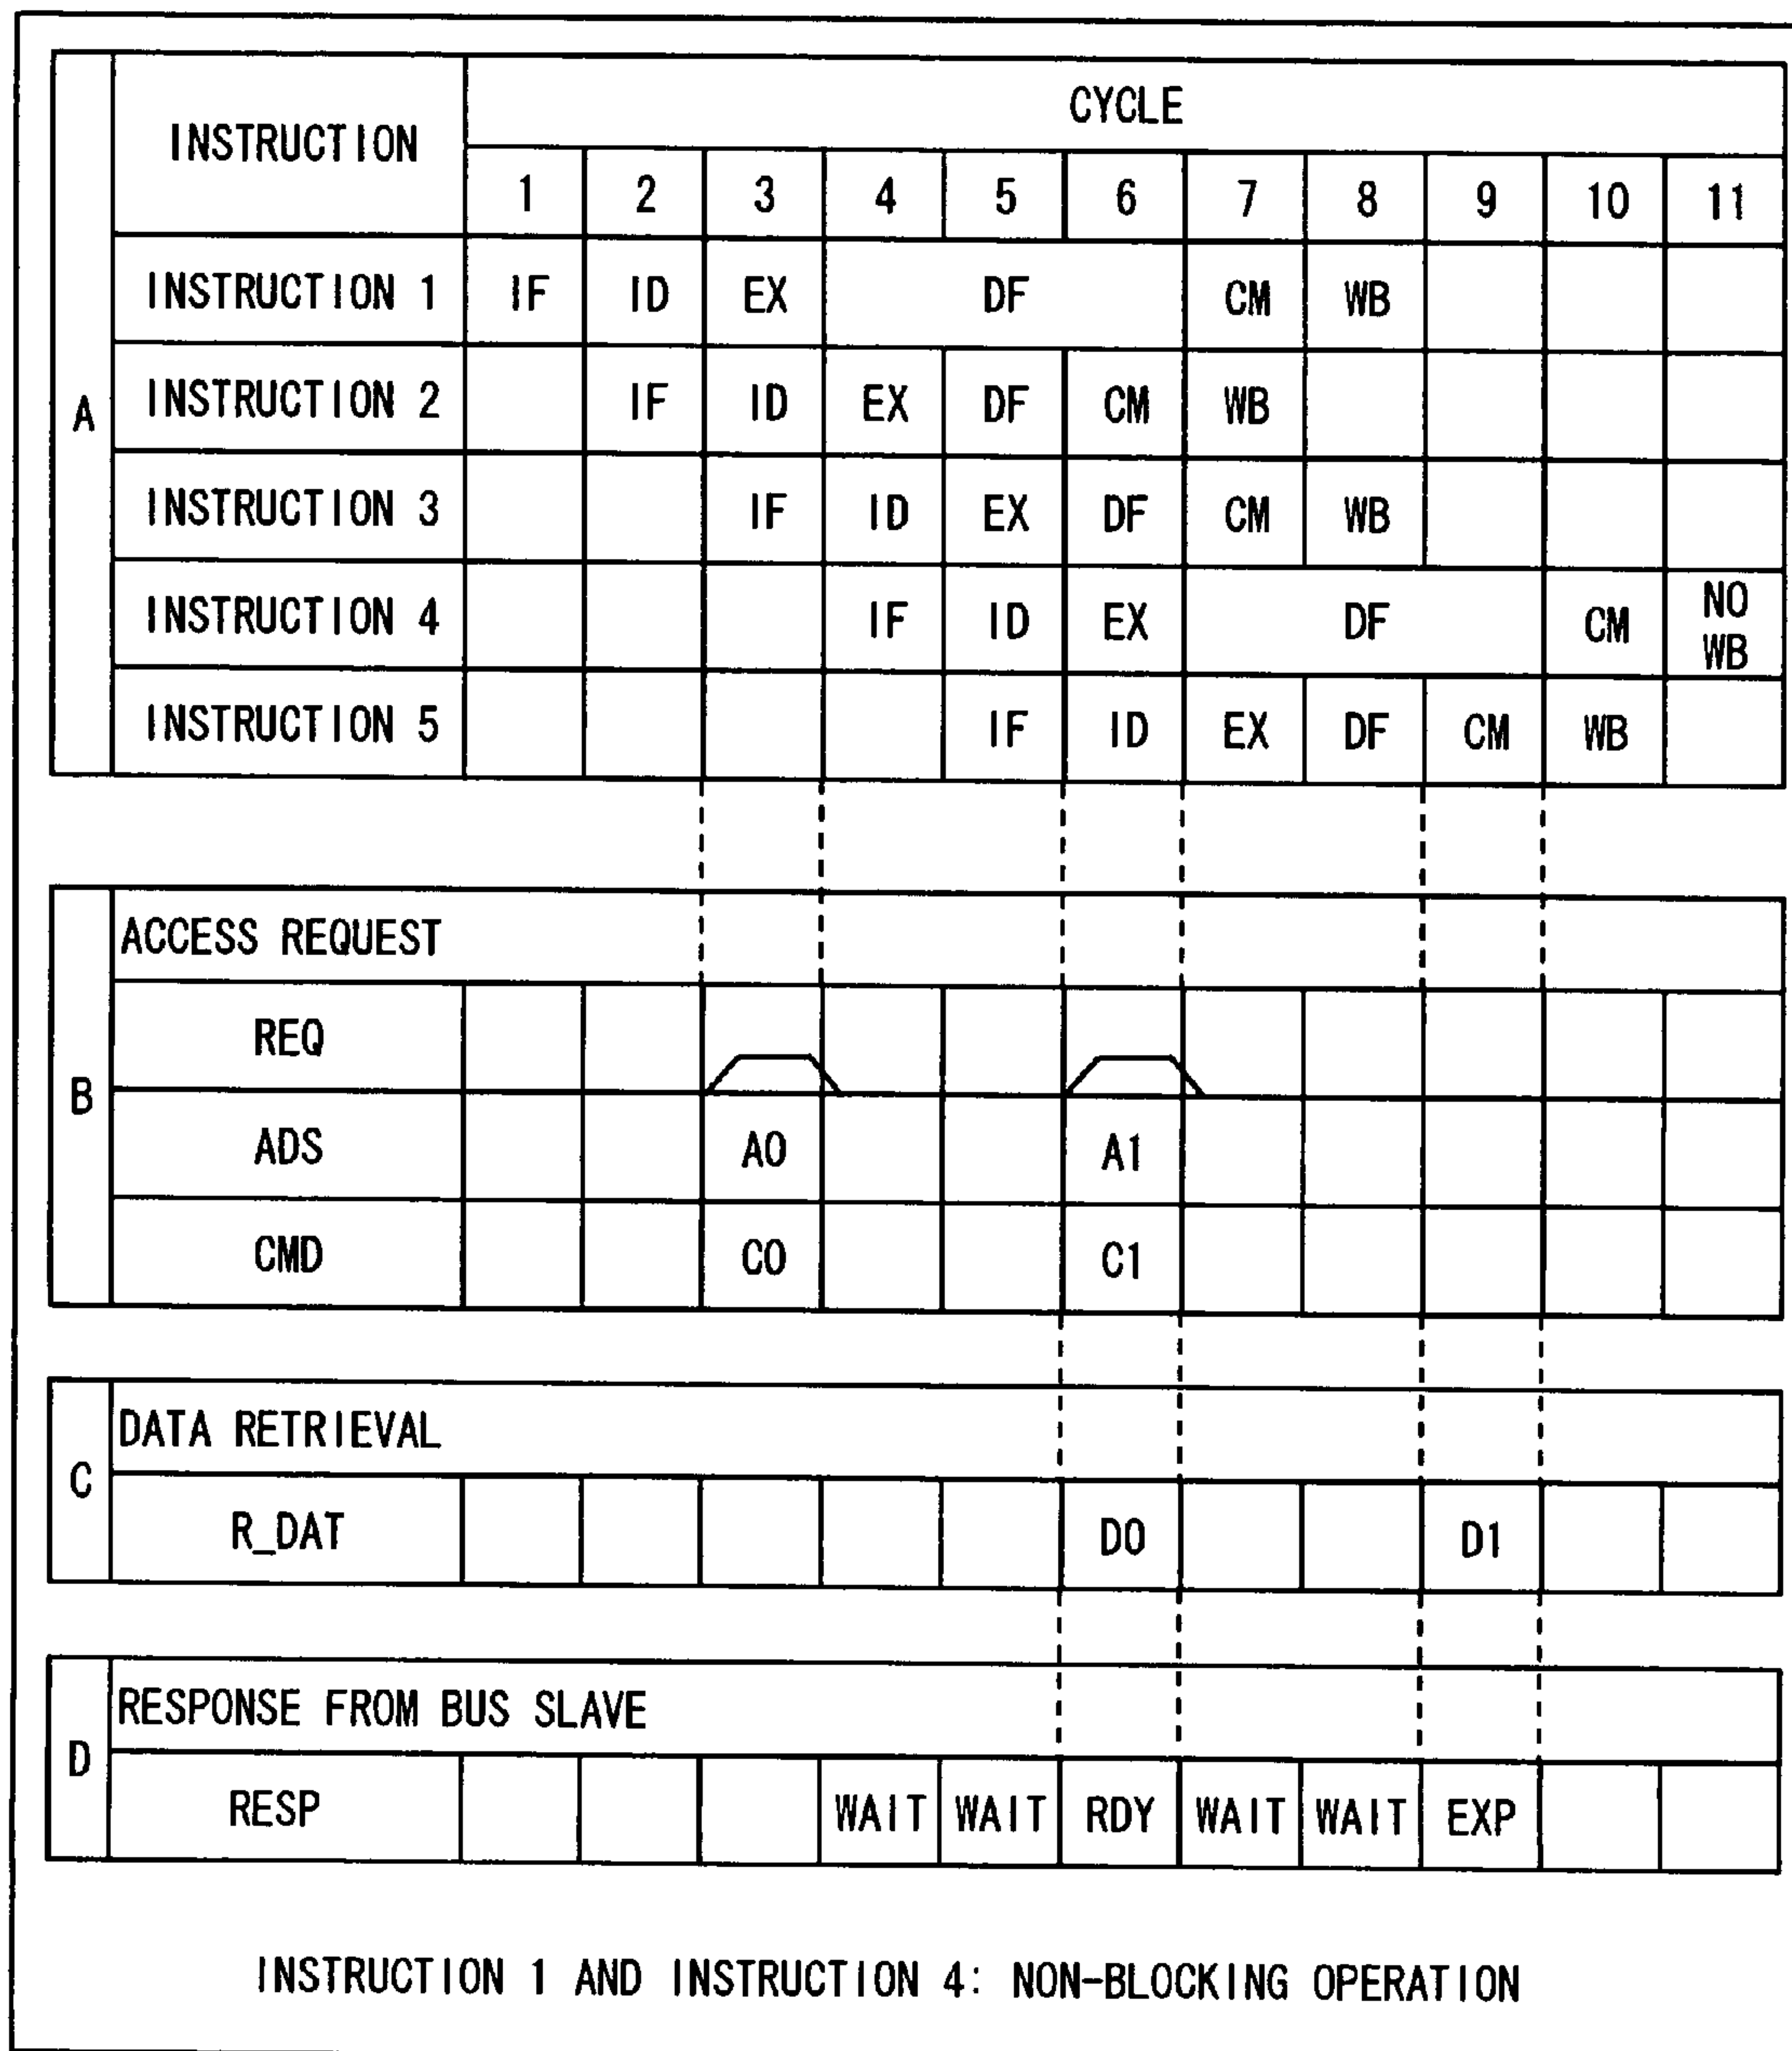 A
INSTRUCTION
CYCLE
1 2 3 4 5 6 7 8 9 10 11
INSTRUCTION 1 IF ID EX DF CM WB
INSTRUCTION 2 IF ID EX DF CM WB
INSTRUCTION 3 IF ID EX DF CM WB
INSTRUCTION 4 IF ID EX DF CM NO WB
INSTRUCTION 5 IF ID EX DF CM WB
B
ACCESS REQUEST
REQ
ADS A0 A1
CMD C0 C1
C
DATA RETRIEVAL
R_DAT D0 D1
D
RESPONSE FROM BUS SLAVE
RESP WAIT WAIT RDY WAIT WAIT EXP
INSTRUCTION 1 AND INSTRUCTION 4: NON-BLOCKING OPERATION